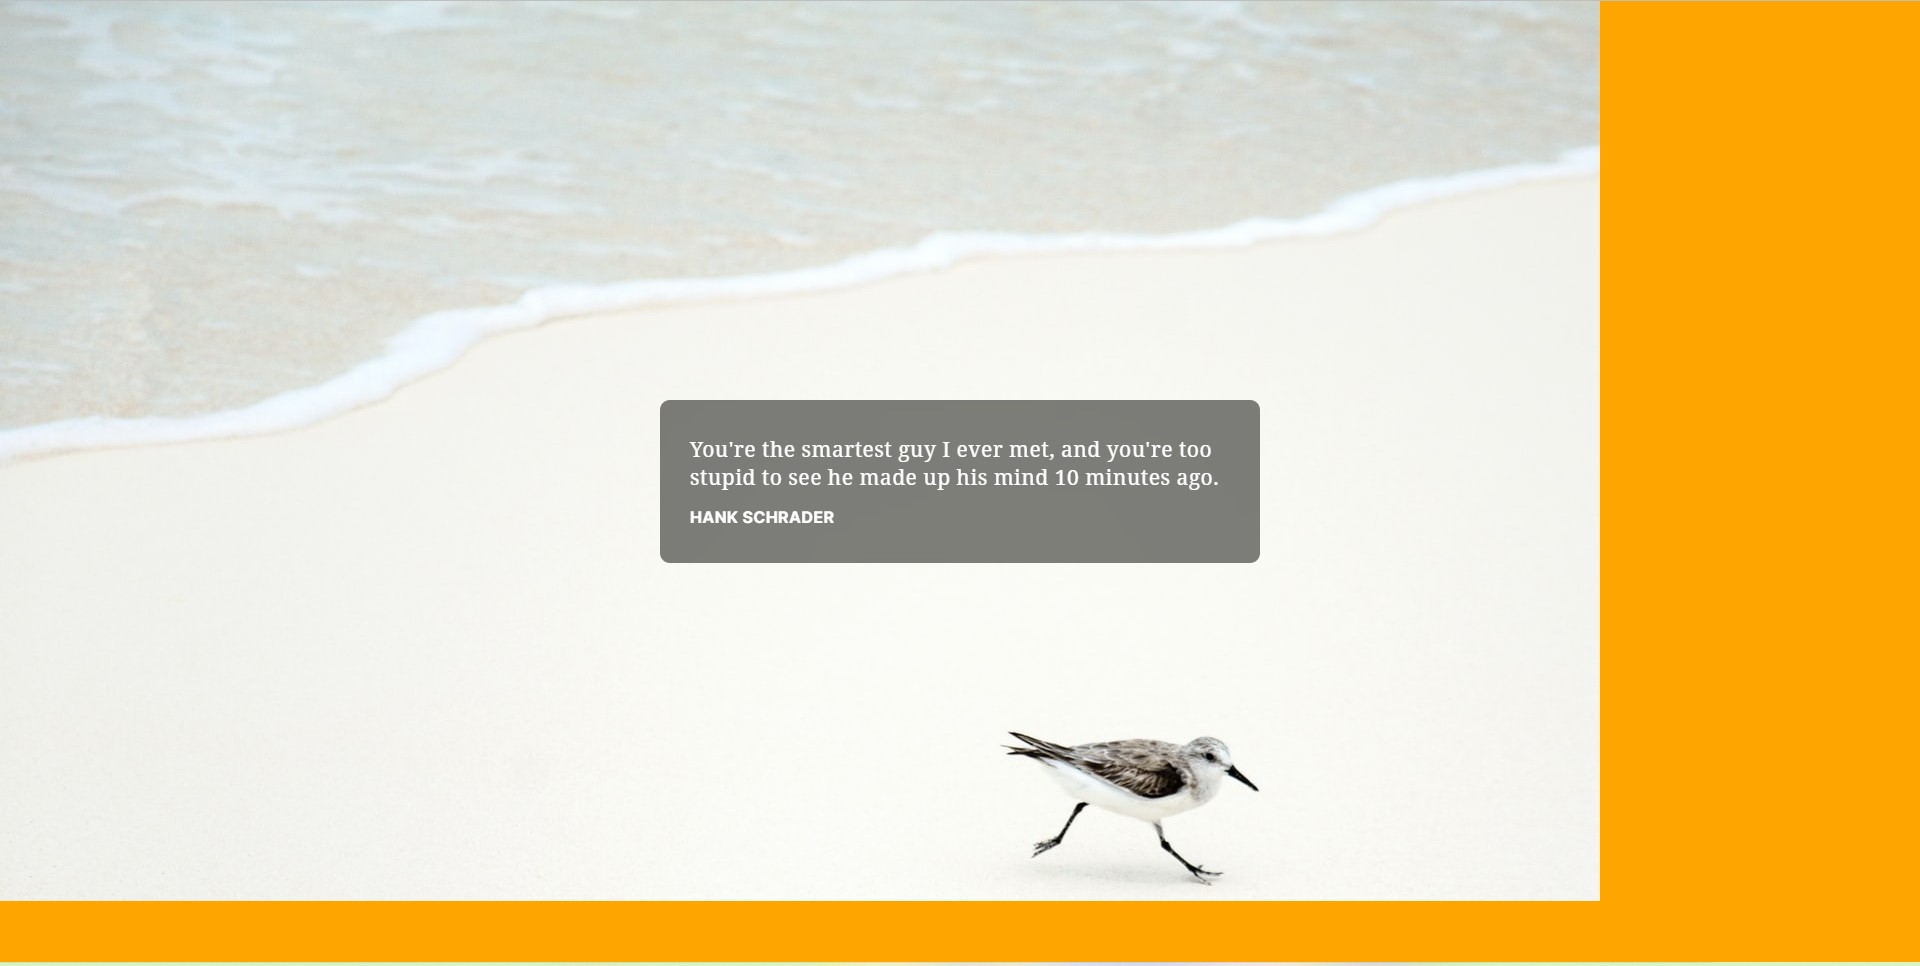 You're the smartest guy I ever met, and you're too
stupid to see he made up his mind 10 minutes ago.
HANK SCHRADER